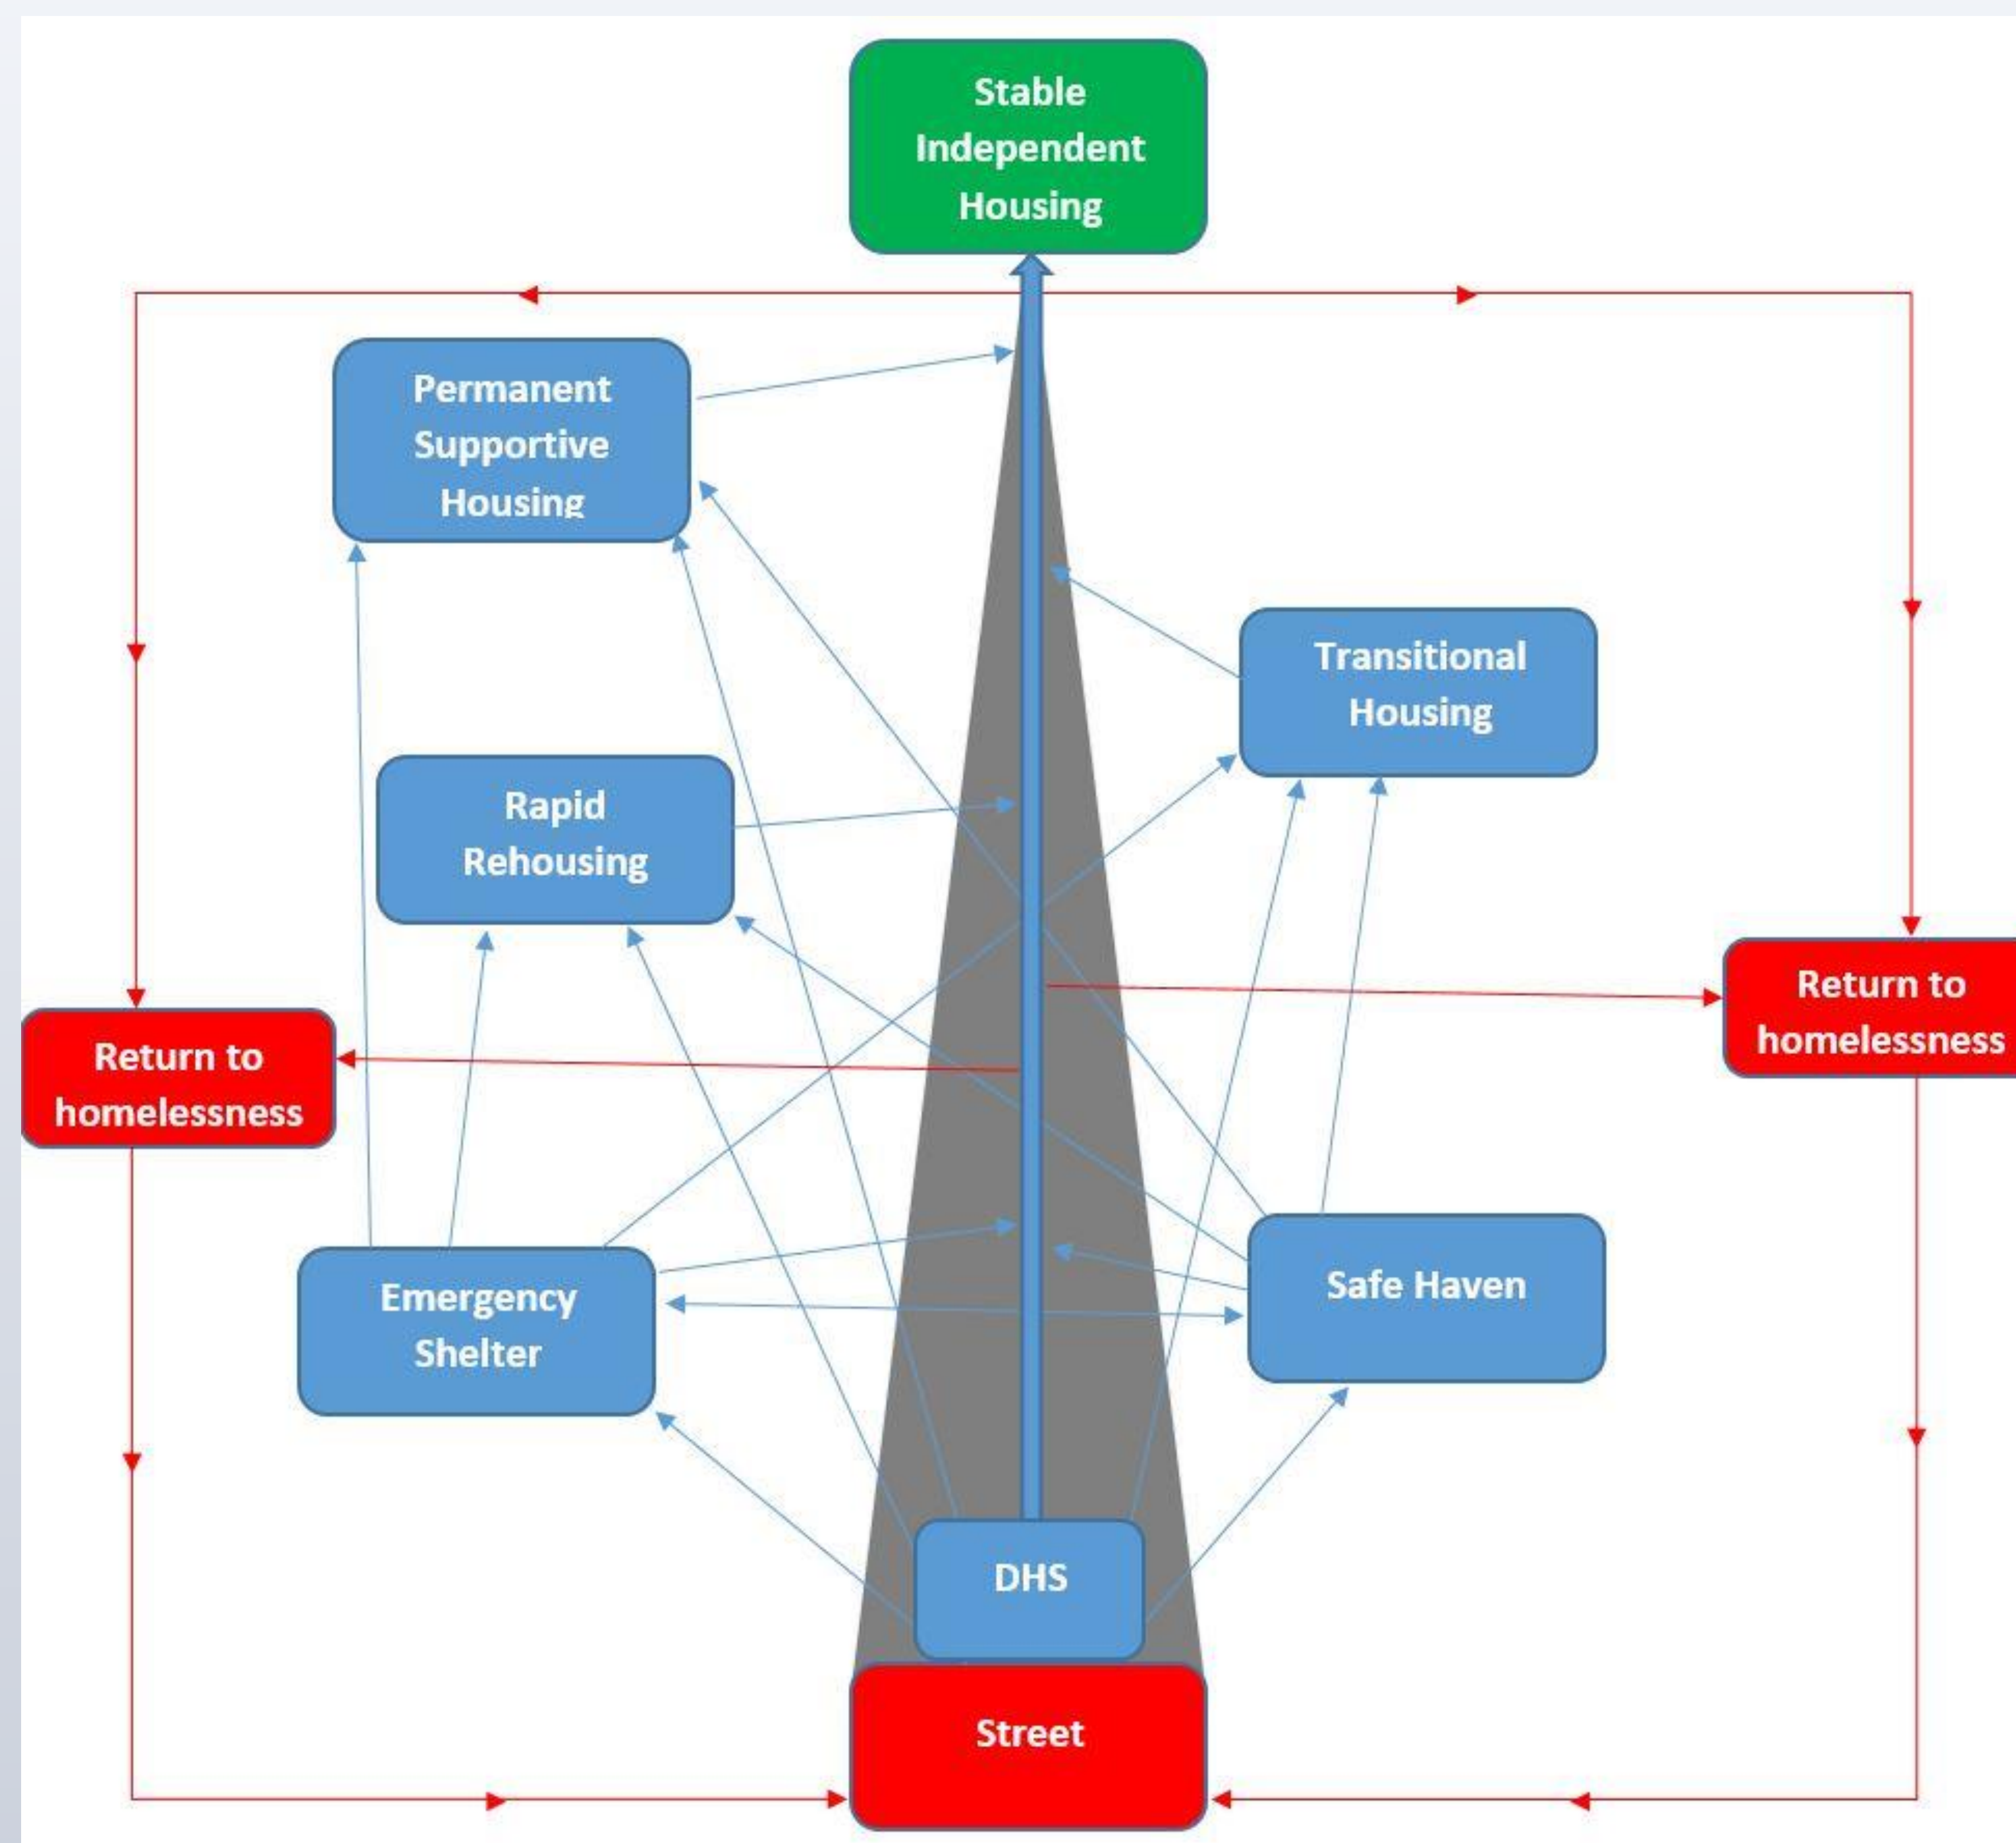 Stable
Independent
Housing
Permanent
Supportive
Housing
Transitional
Housing
Rapid
Rehousing
Return to
homelessness
Return to
homelessness
Emergency
Shelter
Safe Haven
DHS
Street